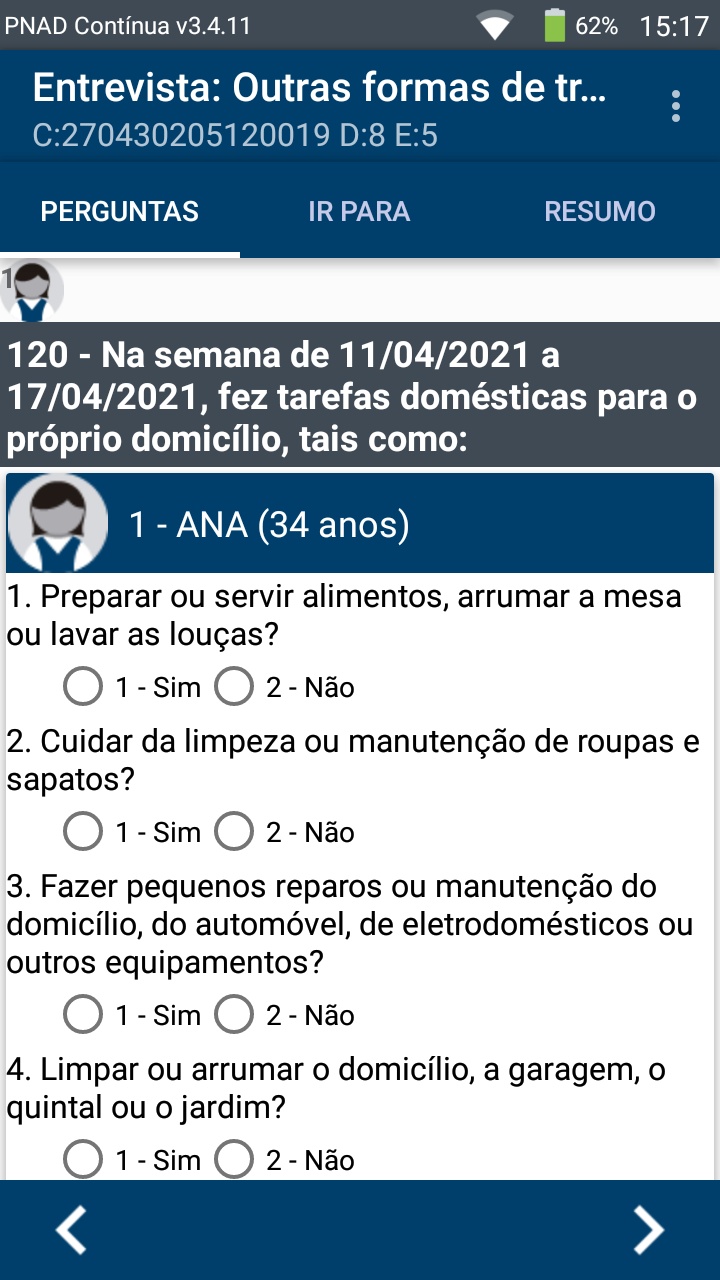 PNAD Contínua v3.4.11 62% 15:17
Entrevista: Outras formas de tr...
C:270430205120019 D:8 E:5
PERGUNTAS IR PARA RESUMO
1
120 - Na semana de 11/04/2021 a
17/04/2021, fez tarefas domésticas para o
próprio domicílio, tais como:
1 - ANA (34 anos)
1. Preparar ou servir alimentos, arrumar a mesa
ou lavar as louças?
1 - Sim 2 - Não
2. Cuidar da limpeza ou manutenção de roupas e
sapatos?
1 - Sim 2 - Não
3. Fazer pequenos reparos ou manutenção do
domicílio, do automóvel, de eletrodomésticos ou
outros equipamentos?
1 - Sim 2 - Não
4. Limpar ou arrumar o domicílio, a garagem, o
quintal ou o jardim?
1 - Sim 2 - Não